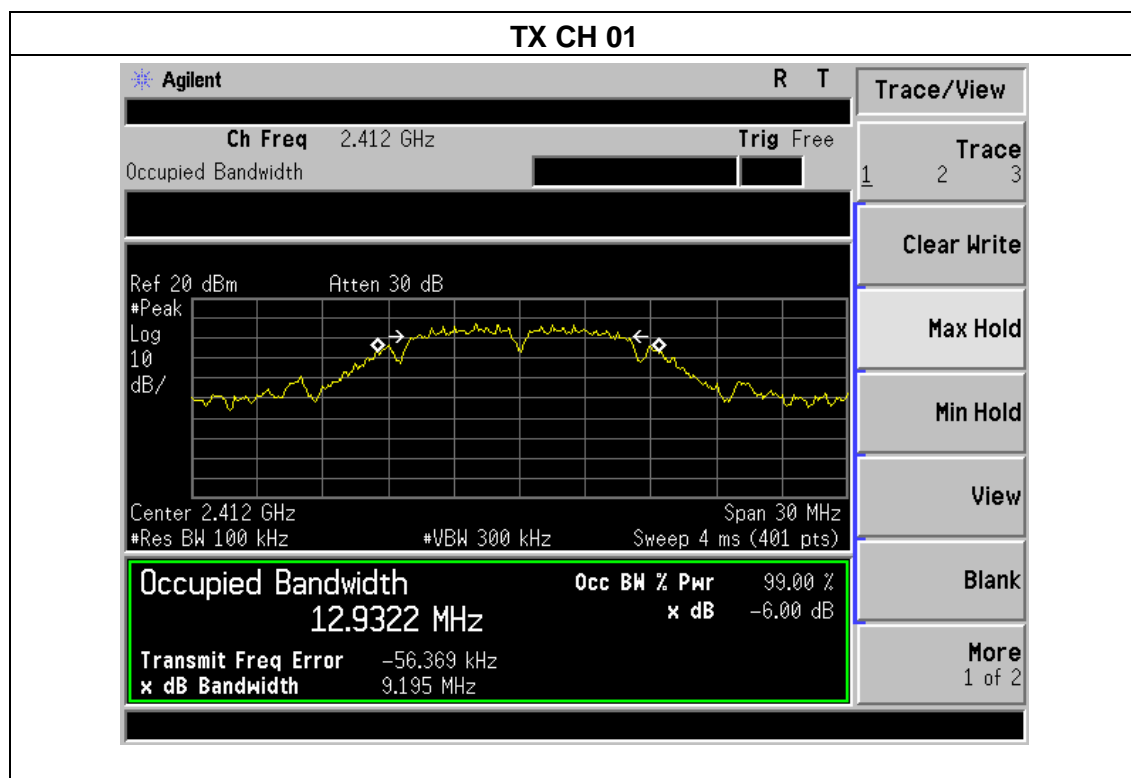 TX CH 01
Agilent R T
Trace/View
Ch Freq 2.412 GHz Trig Free
Occupied Bandwidth
Trace
1 2 3
Clear Write
Ref 20 dBm Atten 30 dB
#Peak
Log
10
dB/
Max Hold
Min Hold
View
Center 2.412 GHz Span 30 MHz
#Res BW 100 kHz #VBW 300 kHz Sweep 4 ms (401 pts)
Occupied Bandwidth Occ BW % Pwr 99.00 %
12.9322 MHz x dB -6.00 dB
Blank
Transmit Freq Error -56.369 kHz
x dB Bandwidth 9.195 MHz
More
1 of 2